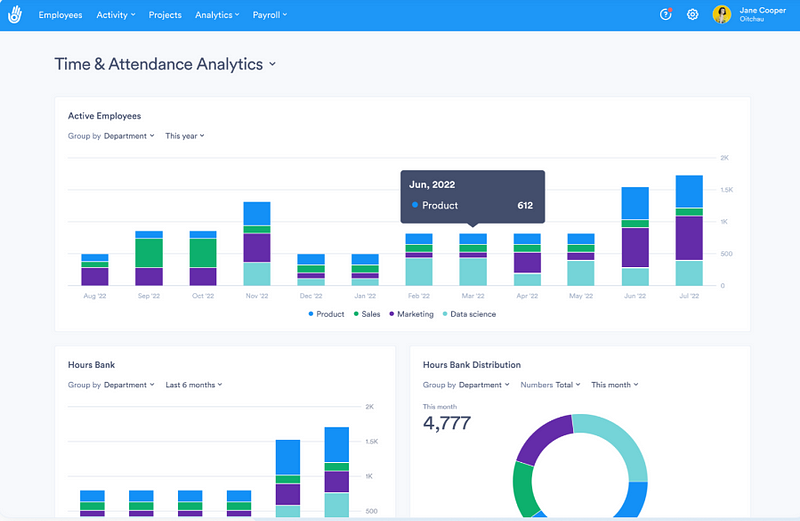 Employees Activity Projects Analytics Payroll Jane Cooper
Oitchau
Time & Attendance Analytics
Active Employees
Group by Department This year
2K
1.5K
1K
500
0
Jun, 2022
Product 612
Aug '22 Sep '22 Oct '22 Nov '22 Dec '22 Jan '22 Feb '22 Mar '22 Apr '22 May '22 Jun '22 Jul '22
Product Sales Marketing Data science
Hours Bank
Group by Department Last 6 months
2K
1.5K
1K
500
Hours Bank Distribution
Group by Department Numbers Total This month
This month
4,777